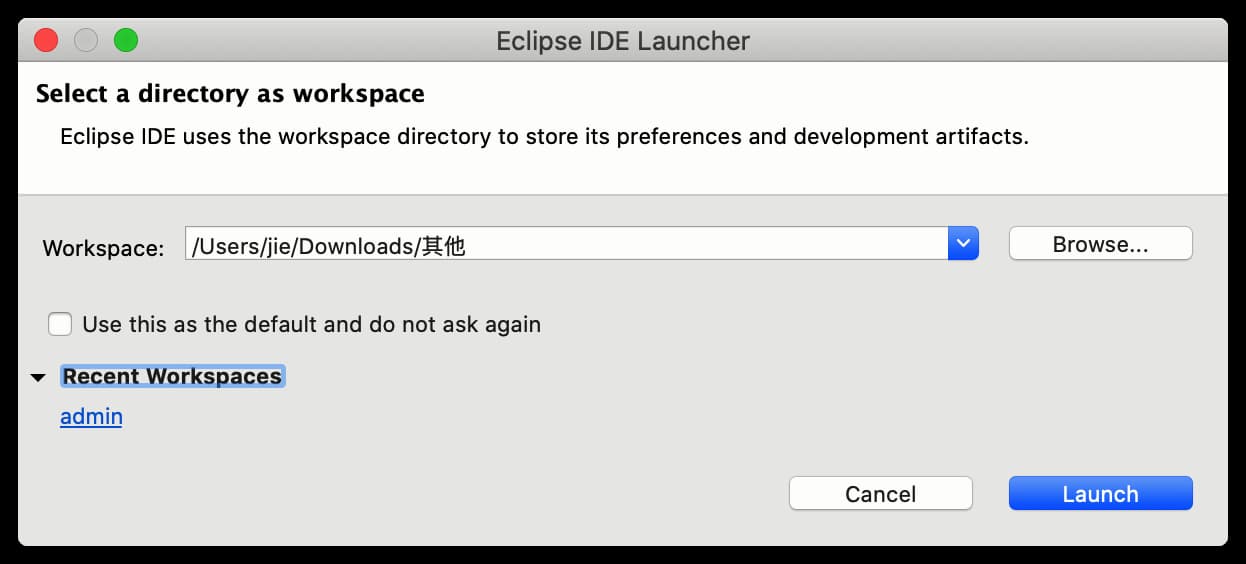 Eclipse IDE Launcher
Select a directory as workspace
Eclipse IDE uses the workspace directory to store its preferences and development artifacts.
Workspace: /Users/jie/Downloads/其他 Browse...
Use this as the default and do not ask again
Recent Workspaces
admin
Cancel Launch